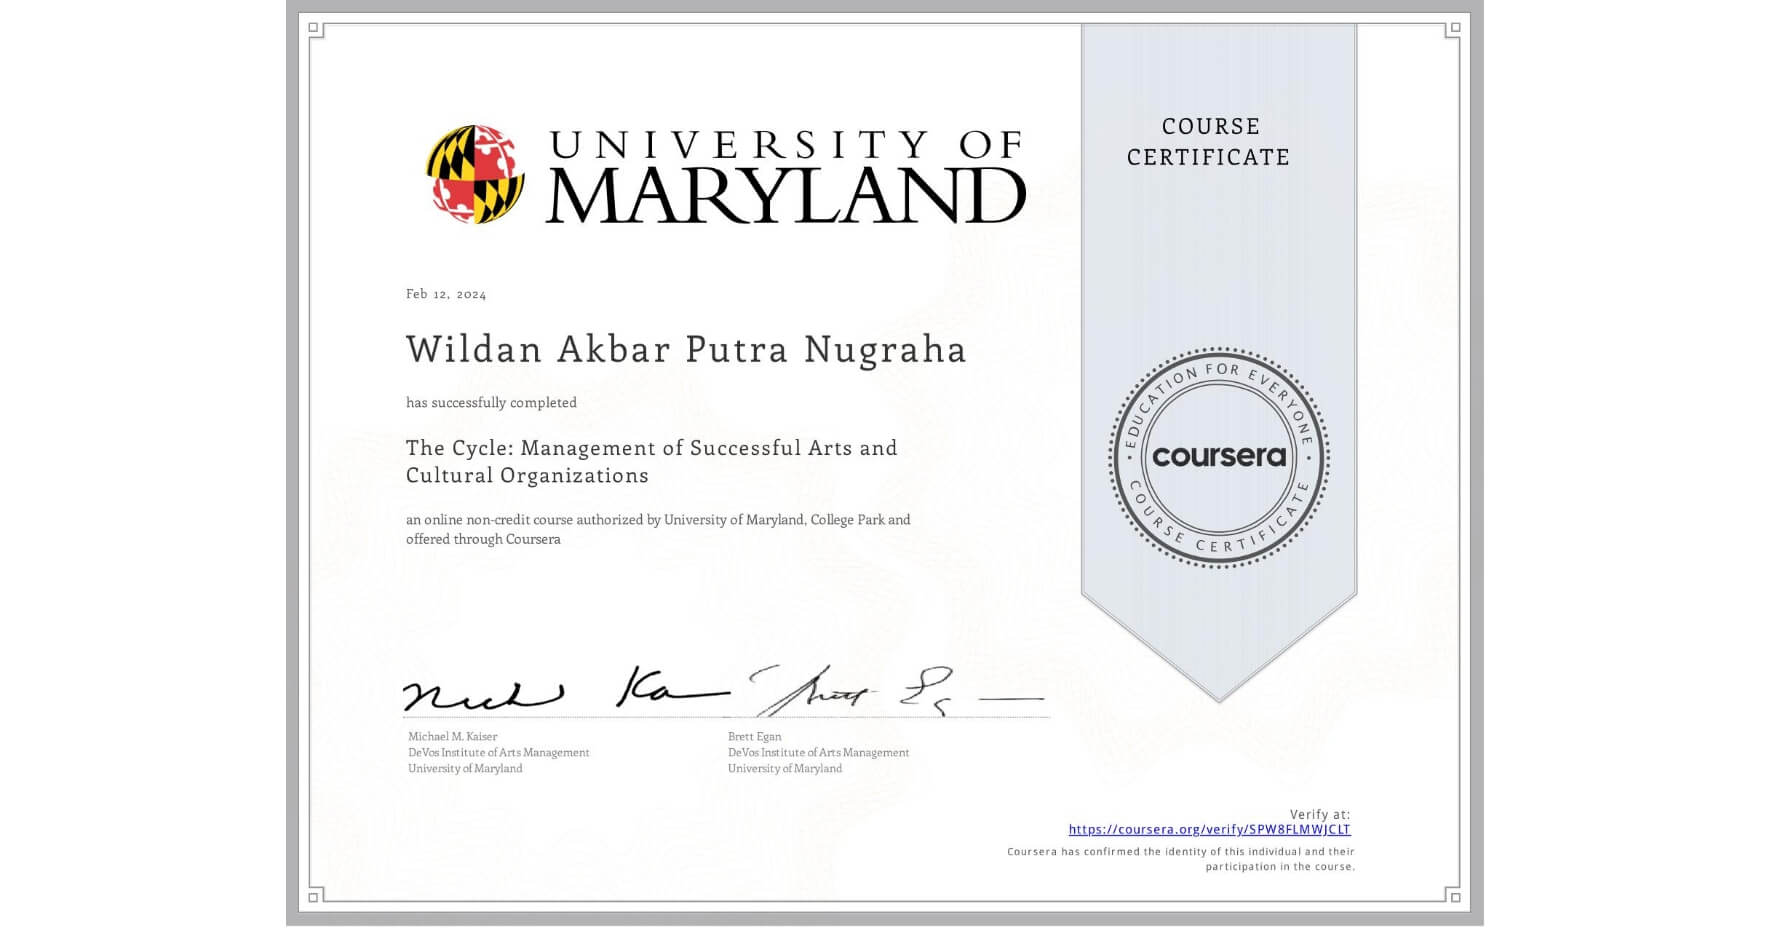 UNIVERSITY OF
MARYLAND
COURSE
CERTIFICATE
Feb 12, 2024
Wildan Akbar Putra Nugraha
has successfully completed
The Cycle: Management of Successful Arts and
Cultural Organizations
an online non-credit course authorized by University of Maryland, College Park and
offered through Coursera
EDUCATION FOR EVERYONE
coursera
COURSE CERTIFICATE
Michael M. Kaiser
DeVos Institute of Arts Management
University of Maryland
Brett Egan
DeVos Institute of Arts Management
University of Maryland
Verify at:
https://coursera.org/verify/SPW8FLMWJCLT
Coursera has confirmed the identity of this individual and their
participation in the course.